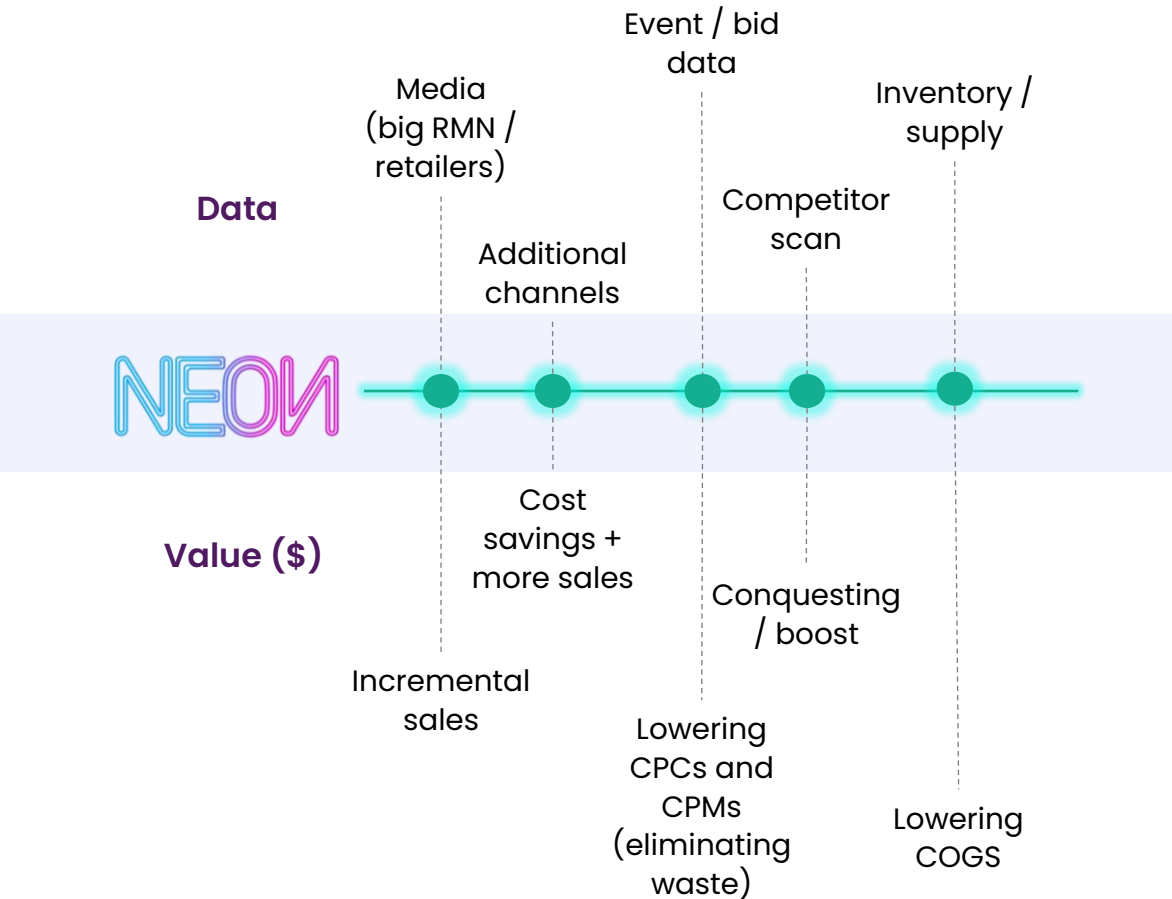 Event / bid
data
Media
(big RMN /
retailers)
Inventory /
supply
Data
Competitor
scan
Additional
channels
NEON
Value ($)
Cost
savings +
more sales
Conquesting
/ boost
Incremental
sales
Lowering
CPCs and
CPMs
(eliminating
waste)
Lowering
COGS